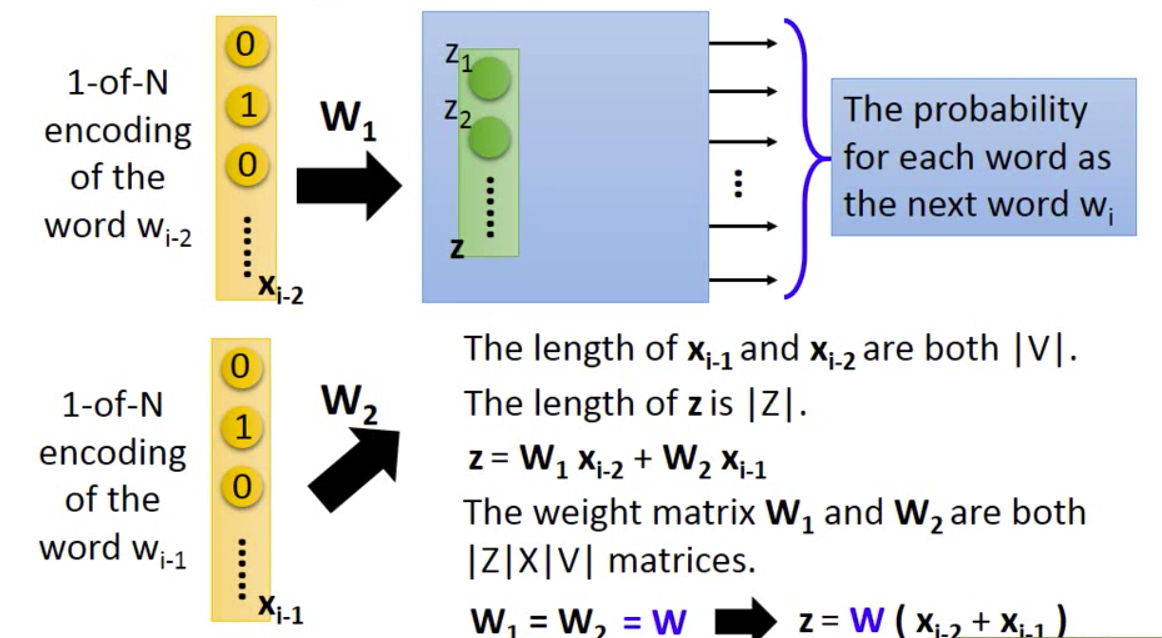 1-of-N
encoding
of the
word w_{i-2}
0
1
0
⋮
x_{i-2}
W_1
z_1
z_2
⋮
z
⋮
The probability
for each word as
the next word w_i
1-of-N
encoding
of the
word w_{i-1}
0
1
0
⋮
x_{i-1}
W_2
The length of x_{i-1} and x_{i-2} are both |V|.
The length of z is |Z|.
z = W_1 x_{i-2} + W_2 x_{i-1}
The weight matrix W_1 and W_2 are both
|Z|X|V| matrices.
W_1 = W_2 = W z = W ( x_{i-2} + x_{i-1} )